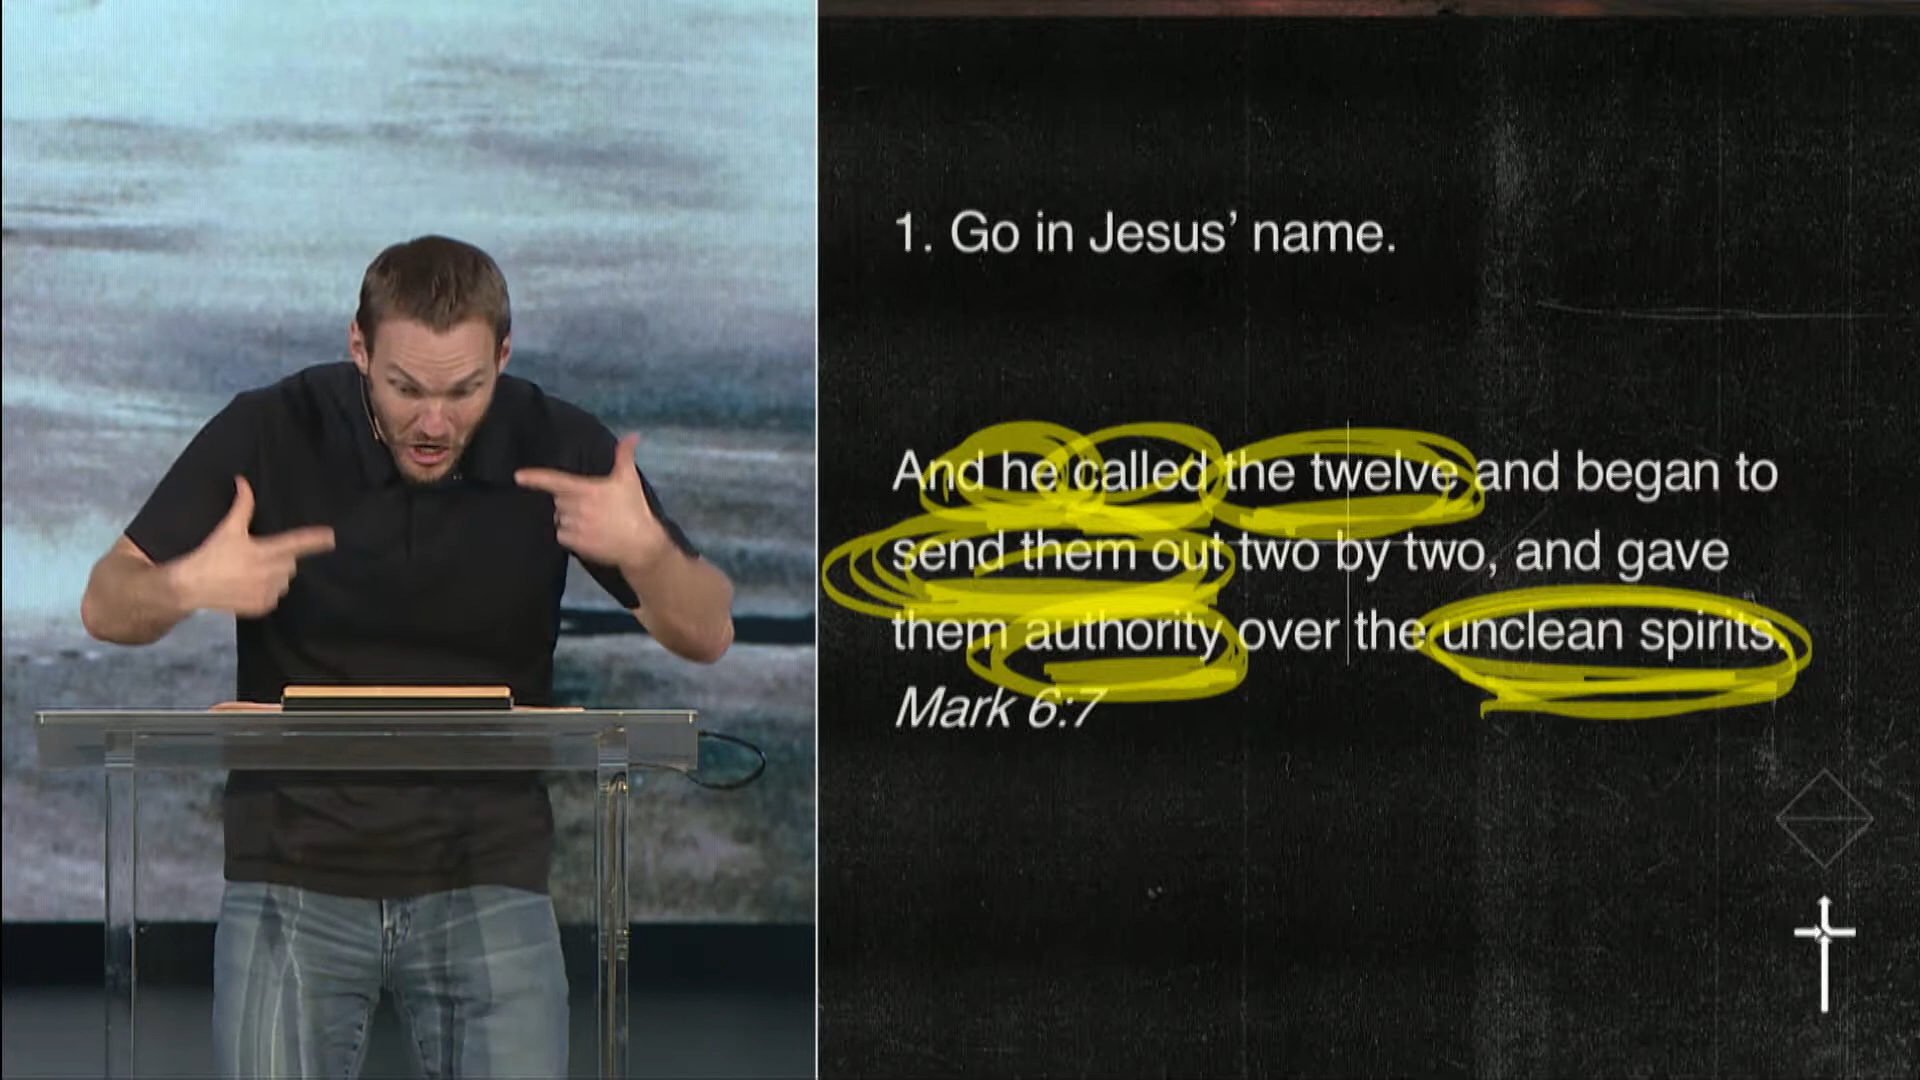 1. Go in Jesus’ name.
And he called the twelve and began to
send them out two by two, and gave
them authority over the unclean spirits.
Mark 6:7